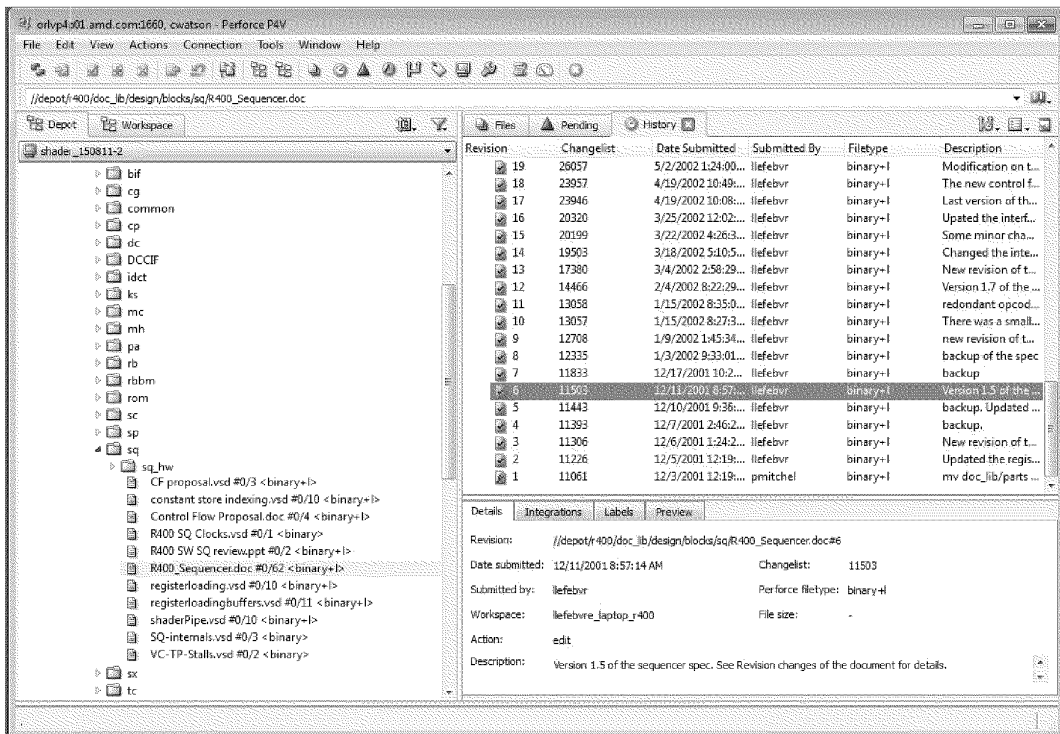 orlvp4p01.amd.com:1660, cwatson - Perforce P4V
File Edit View Actions Connection Tools Window Help
//depot/r400/doc_lib/design/blocks/sq/R400_Sequencer.doc
Depot Workspace
shader_150811-2
bif
cg
common
cp
dc
DCCIF
idct
ks
mc
mh
pa
rb
rbbm
rom
sc
sp
sq
sq_hw
CF proposal.vsd #0/3 <binary+l>
constant store indexing.vsd #0/10 <binary+l>
Control Flow Proposal.doc #0/4 <binary+l>
R400 SQ Clocks.vsd #0/1 <binary>
R400 SW SQ review.ppt #0/2 <binary+l>
R400_Sequencer.doc #0/62 <binary+l>
registerloading.vsd #0/10 <binary+l>
registerloadingbuffers.vsd #0/11 <binary+l>
shaderPipe.vsd #0/10 <binary+l>
SQ-internals.vsd #0/3 <binary>
VC-TP-Stalls.vsd #0/2 <binary>
sx
tc
Files Pending History
Revision Changelist Date Submitted Submitted By Filetype Description
19 26057 5/2/2002 1:24:00... llefebvr binary+l Modification on t...
18 23957 4/19/2002 10:49:... llefebvr binary+l The new control f...
17 23946 4/19/2002 10:08:... llefebvr binary+l Last version of th...
16 20320 3/25/2002 12:02:... llefebvr binary+l Upated the interf...
15 20199 3/22/2002 4:26:3... llefebvr binary+l Some minor cha...
14 19503 3/18/2002 5:10:5... llefebvr binary+l Changed the inte...
13 17380 3/4/2002 2:58:29... llefebvr binary+l New revision of t...
12 14466 2/4/2002 8:22:29... llefebvr binary+l Version 1.7 of the ...
11 13058 1/15/2002 8:35:0... llefebvr binary+l redondant opcod...
10 13057 1/15/2002 8:27:3... llefebvr binary+l There was a small...
9 12708 1/9/2002 1:45:34... llefebvr binary+l new revision of t...
8 12335 1/3/2002 9:33:01... llefebvr binary+l backup of the spec
7 11833 12/17/2001 10:2... llefebvr binary+l backup
6 11503 12/11/2001 8:57:... llefebvr binary+l Version 1.5 of the ...
5 11443 12/10/2001 9:36:... llefebvr binary+l backup. Updated ...
4 11393 12/7/2001 2:46:2... llefebvr binary+l backup.
3 11306 12/6/2001 1:24:2... llefebvr binary+l New revision of t...
2 11226 12/5/2001 12:19:... llefebvr binary+l Updated the regis...
1 11061 12/3/2001 12:19:... pmitchel binary+l mv doc_lib/parts ...
Details Integrations Labels Preview
Revision: //depot/r400/doc_lib/design/blocks/sq/R400_Sequencer.doc#6
Date submitted: 12/11/2001 8:57:14 AM Changelist: 11503
Submitted by: llefebvr Perforce filetype: binary+l
Workspace: llefebvre_laptop_r400 File size: -
Action: edit
Description: Version 1.5 of the sequencer spec. See Revision changes of the document for details.